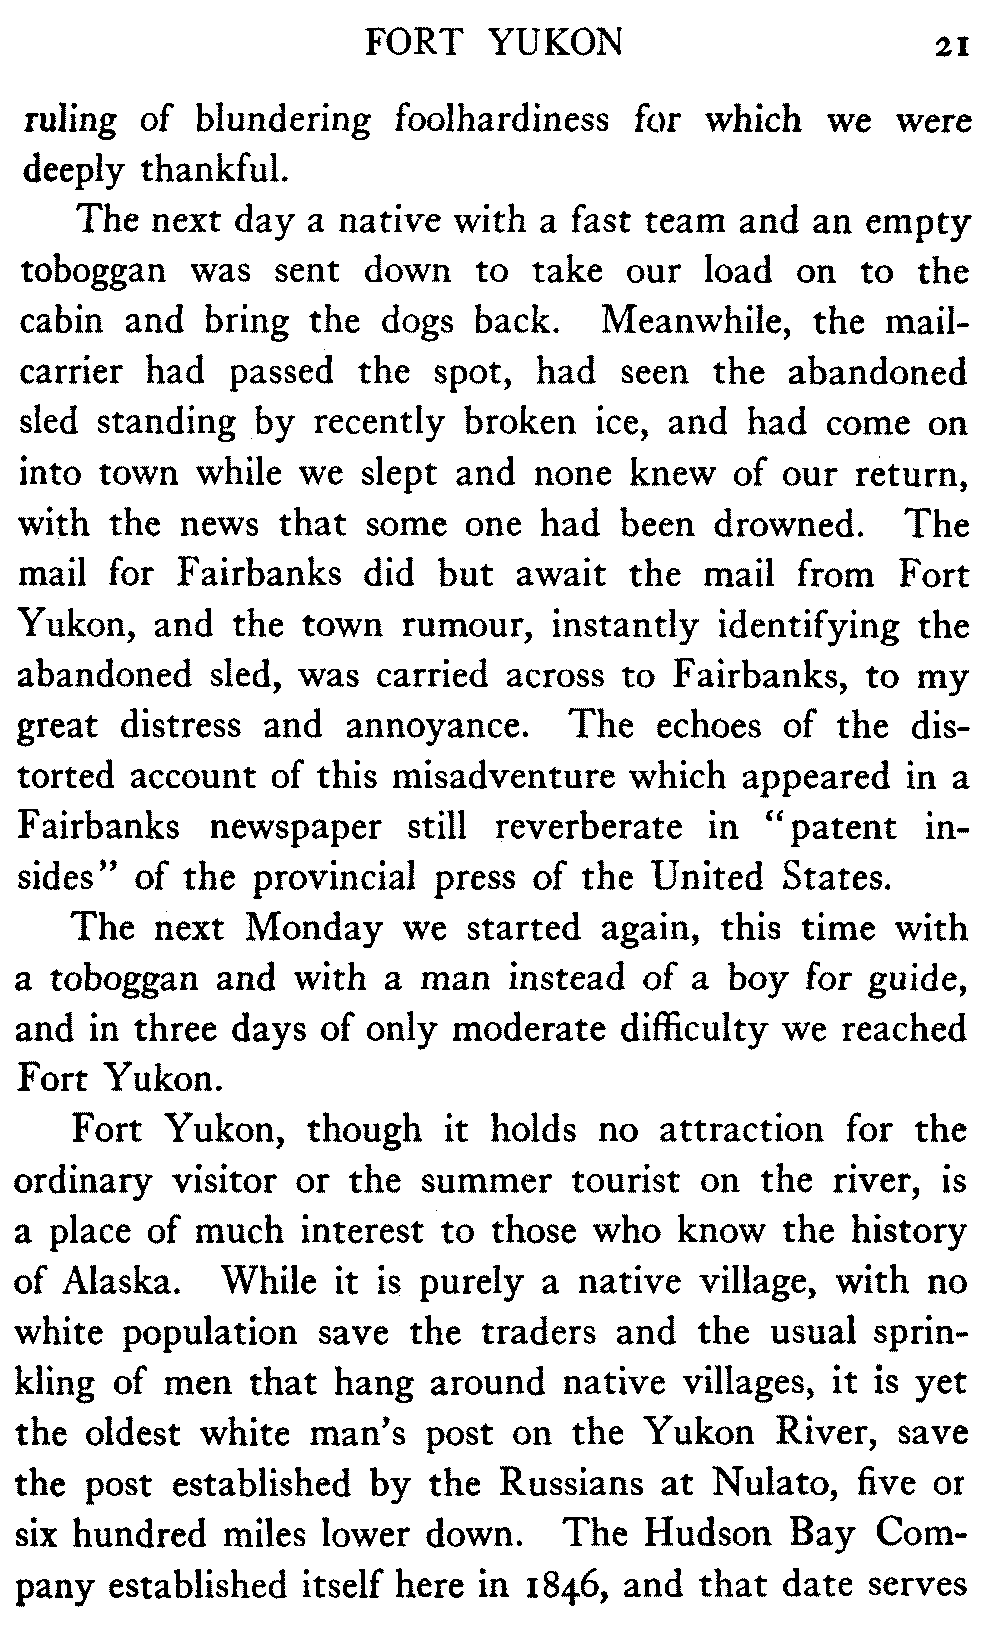 FORT YUKON 21
ruling of blundering foolhardiness for which we were
deeply thankful.
The next day a native with a fast team and an empty
toboggan was sent down to take our load on to the
cabin and bring the dogs back. Meanwhile, the mail-
carrier had passed the spot, had seen the abandoned
sled standing by recently broken ice, and had come on
into town while we slept and none knew of our return,
with the news that some one had been drowned. The
mail for Fairbanks did but await the mail from Fort
Yukon, and the town rumour, instantly identifying the
abandoned sled, was carried across to Fairbanks, to my
great distress and annoyance. The echoes of the dis-
torted account of this misadventure which appeared in a
Fairbanks newspaper still reverberate in “patent in-
sides” of the provincial press of the United States.
The next Monday we started again, this time with
a toboggan and with a man instead of a boy for guide,
and in three days of only moderate difficulty we reached
Fort Yukon.
Fort Yukon, though it holds no attraction for the
ordinary visitor or the summer tourist on the river, is
a place of much interest to those who know the history
of Alaska. While it is purely a native village, with no
white population save the traders and the usual sprin-
kling of men that hang around native villages, it is yet
the oldest white man's post on the Yukon River, save
the post established by the Russians at Nulato, five or
six hundred miles lower down. The Hudson Bay Com-
pany established itself here in 1846, and that date serves